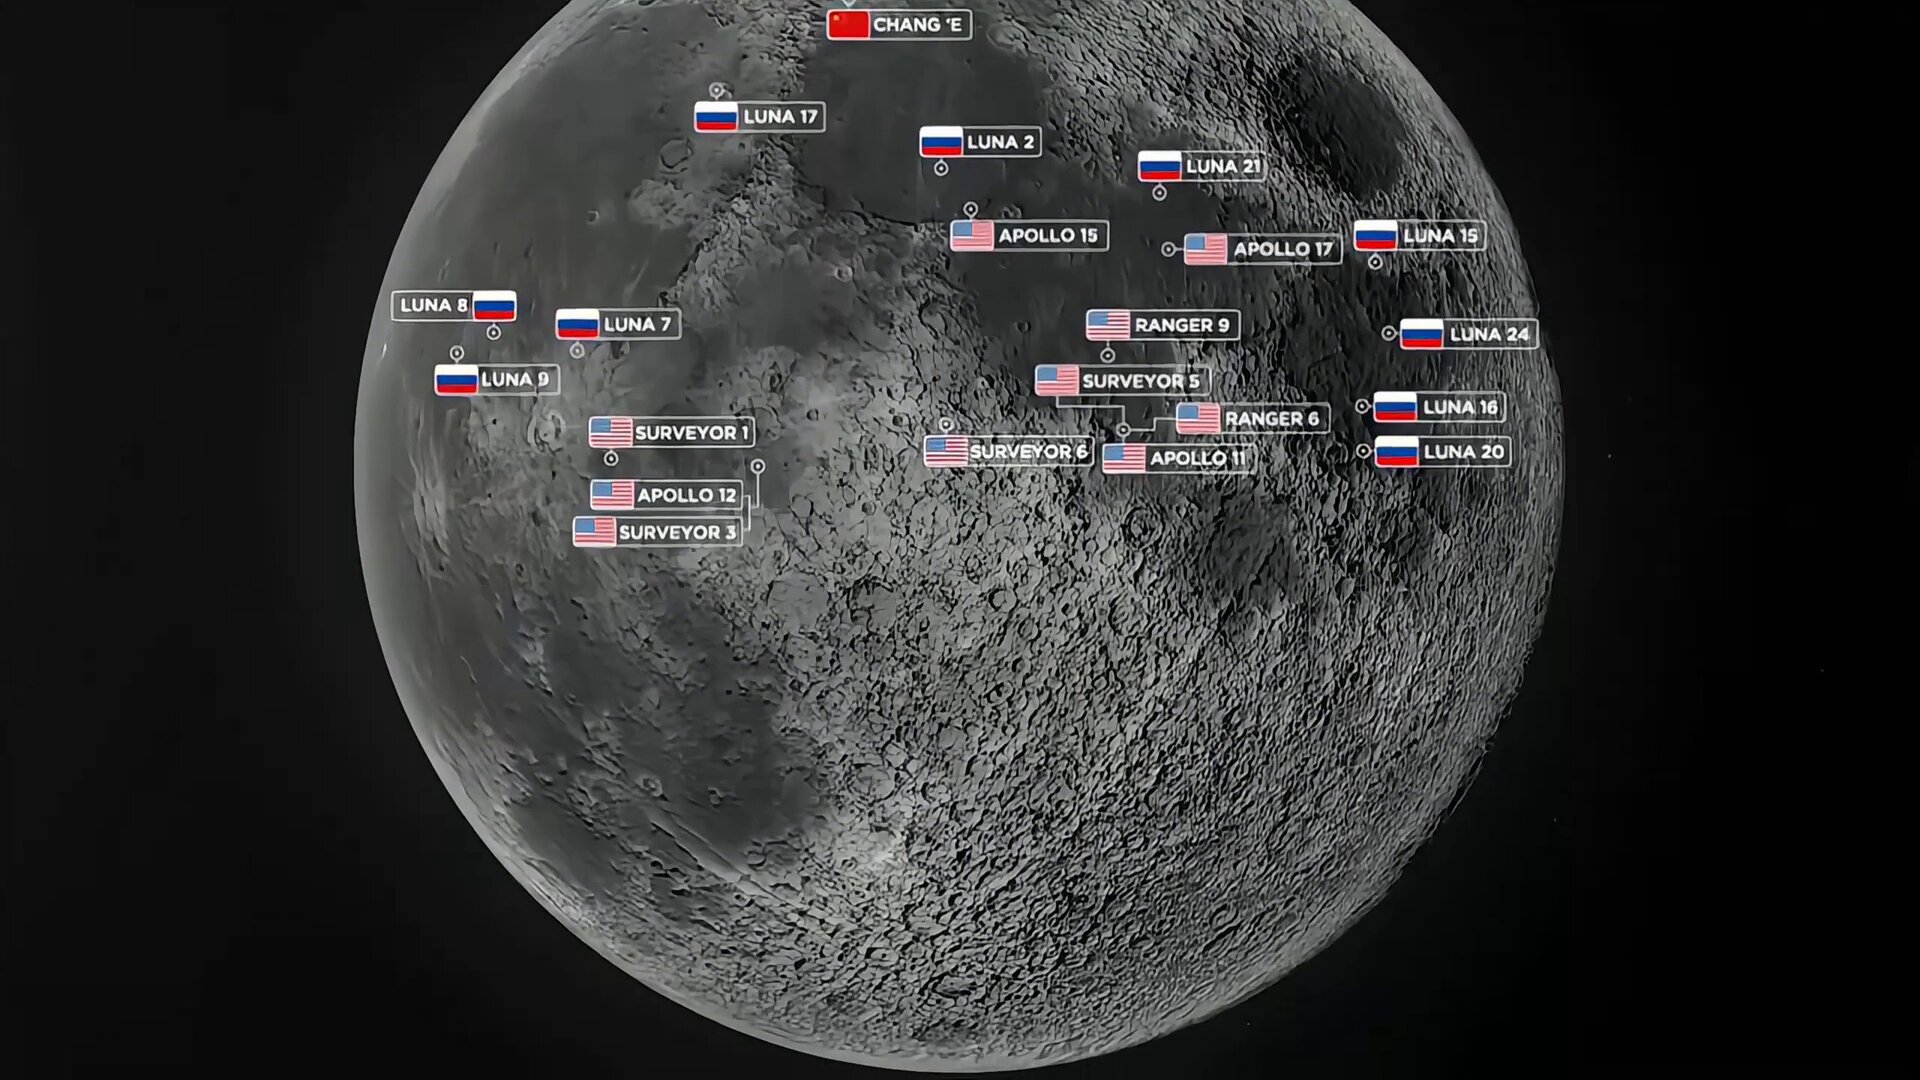 CHANG 'E
LUNA 17
LUNA 2
LUNA 21
APOLLO 15
LUNA 15
APOLLO 17
LUNA 8
LUNA 7
RANGER 9
LUNA 24
LUNA 9
SURVEYOR 5
LUNA 16
RANGER 6
SURVEYOR 1
SURVEYOR 6
APOLLO 11
LUNA 20
APOLLO 12
SURVEYOR 3